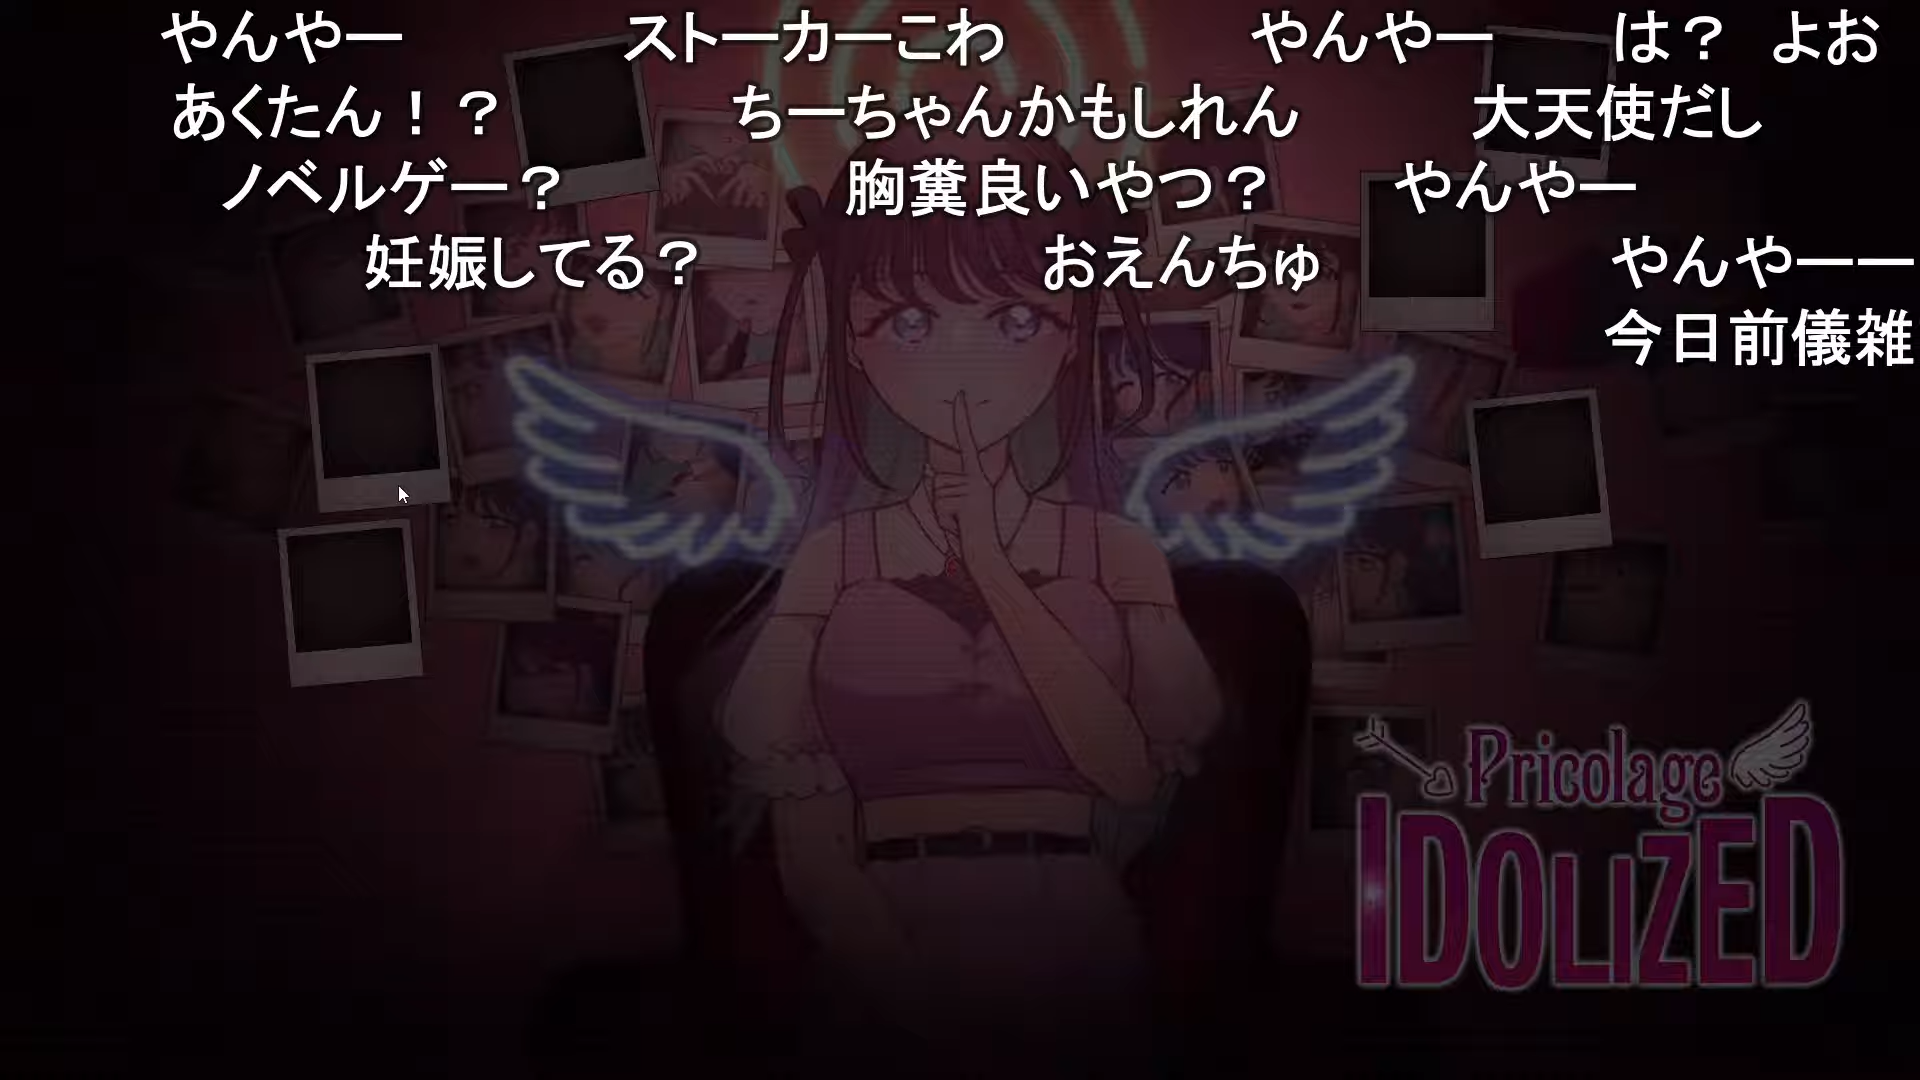 やんやー ストーカーこわ やんやー は？ よお
あくたん！？ ちーちゃんかもしれん 大天使だし
ノベルゲー？ 胸糞良いやつ？ やんやー
妊娠してる？ おえんちゅ やんやーー
今日前儀雑
Pricolage
IDOLIZED